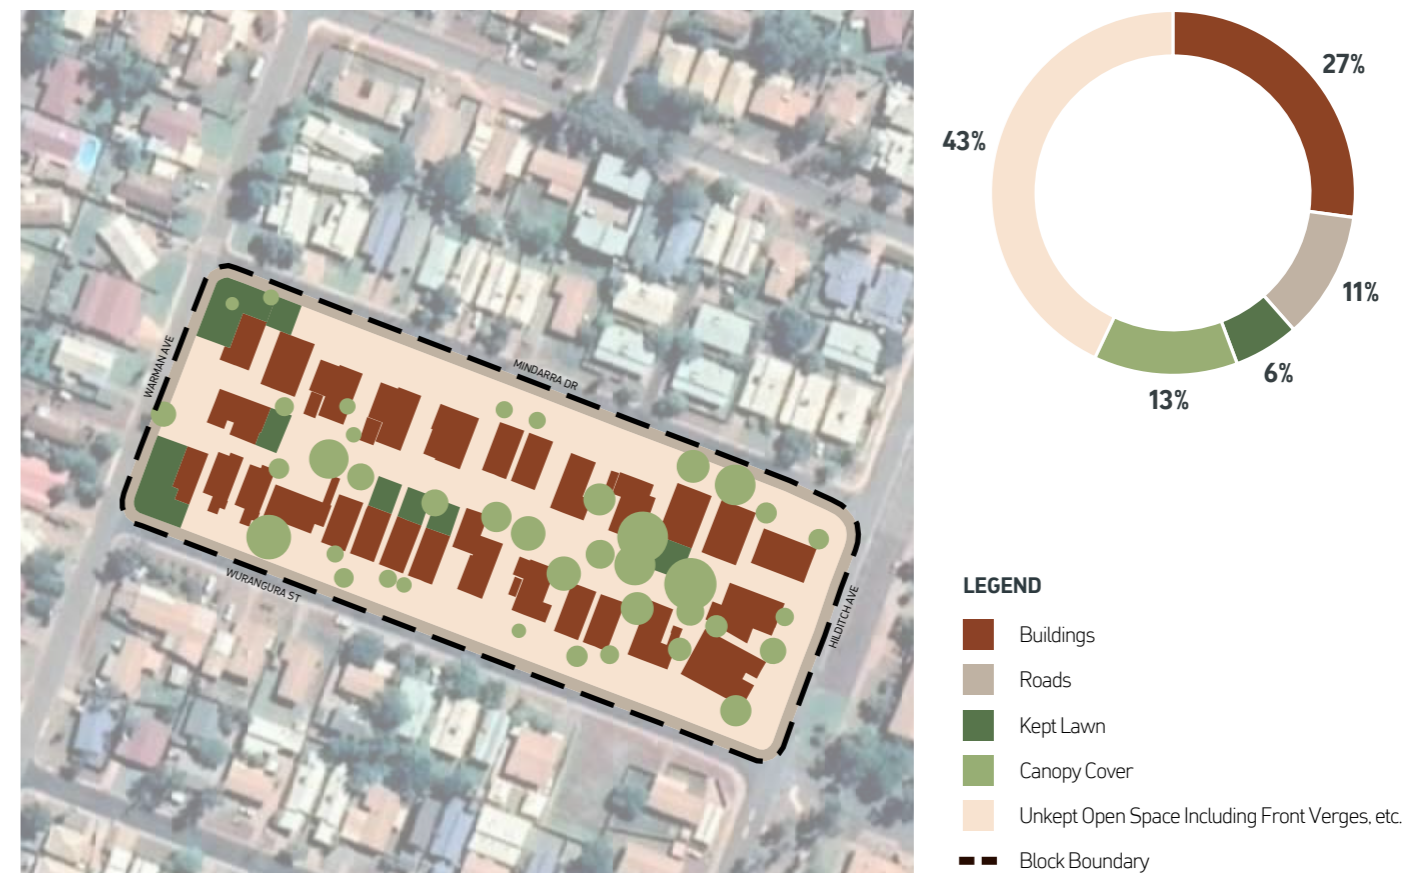 27%
43%
11%
6%
13%
MINDARRA DR
WARMAN AVE
WURANGURA ST
HILDITCH AVE
LEGEND
Buildings
Roads
Kept Lawn
Canopy Cover
Unkept Open Space Including Front Verges, etc.
Block Boundary